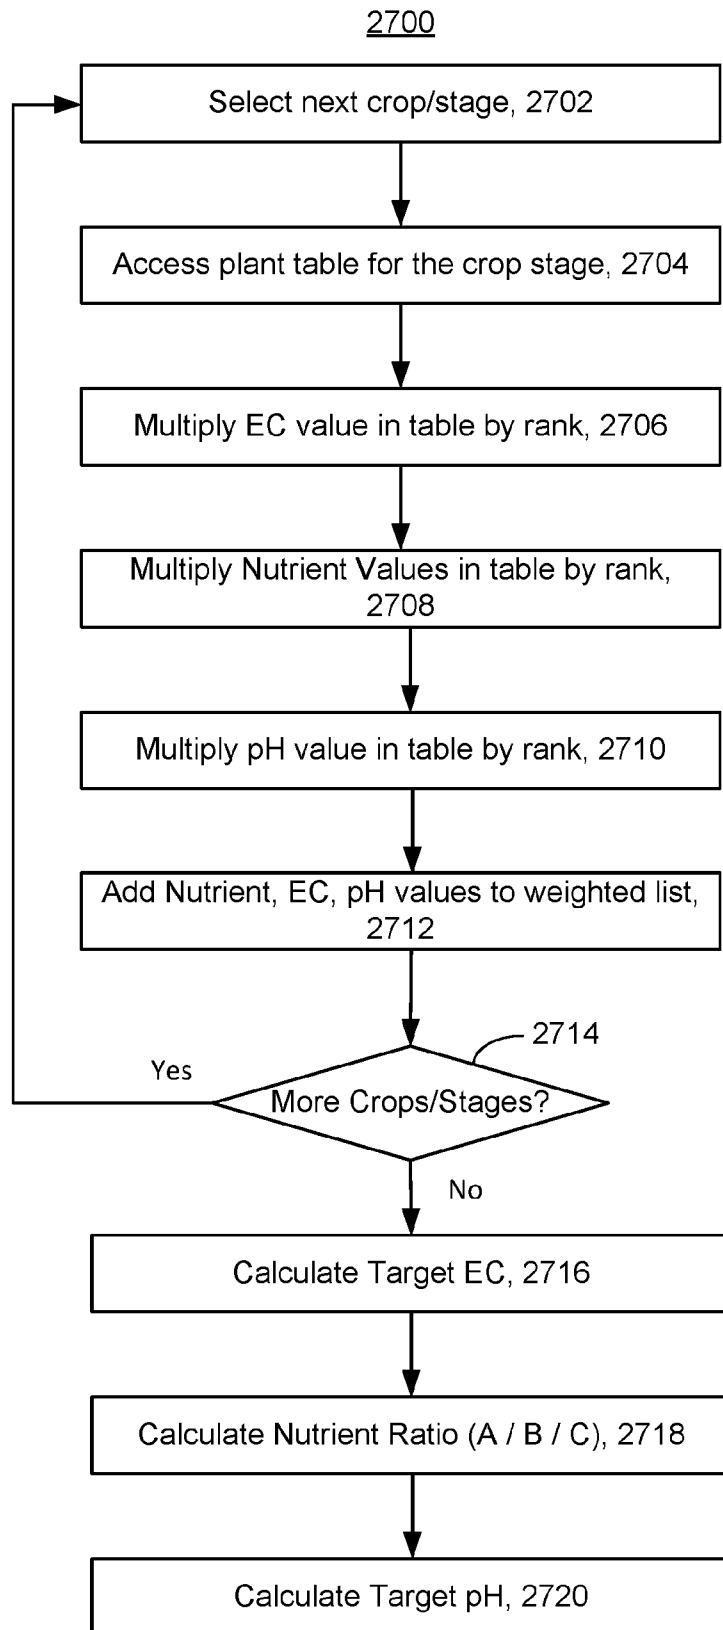 2700
Select next crop/stage, 2702
Access plant table for the crop stage, 2704
Multiply EC value in table by rank, 2706
Multiply Nutrient Values in table by rank,
2708
Multiply pH value in table by rank, 2710
Add Nutrient, EC, pH values to weighted list,
2712
2714
Yes
More Crops/Stages?
No
Calculate Target EC, 2716
Calculate Nutrient Ratio (A / B / C), 2718
Calculate Target pH, 2720